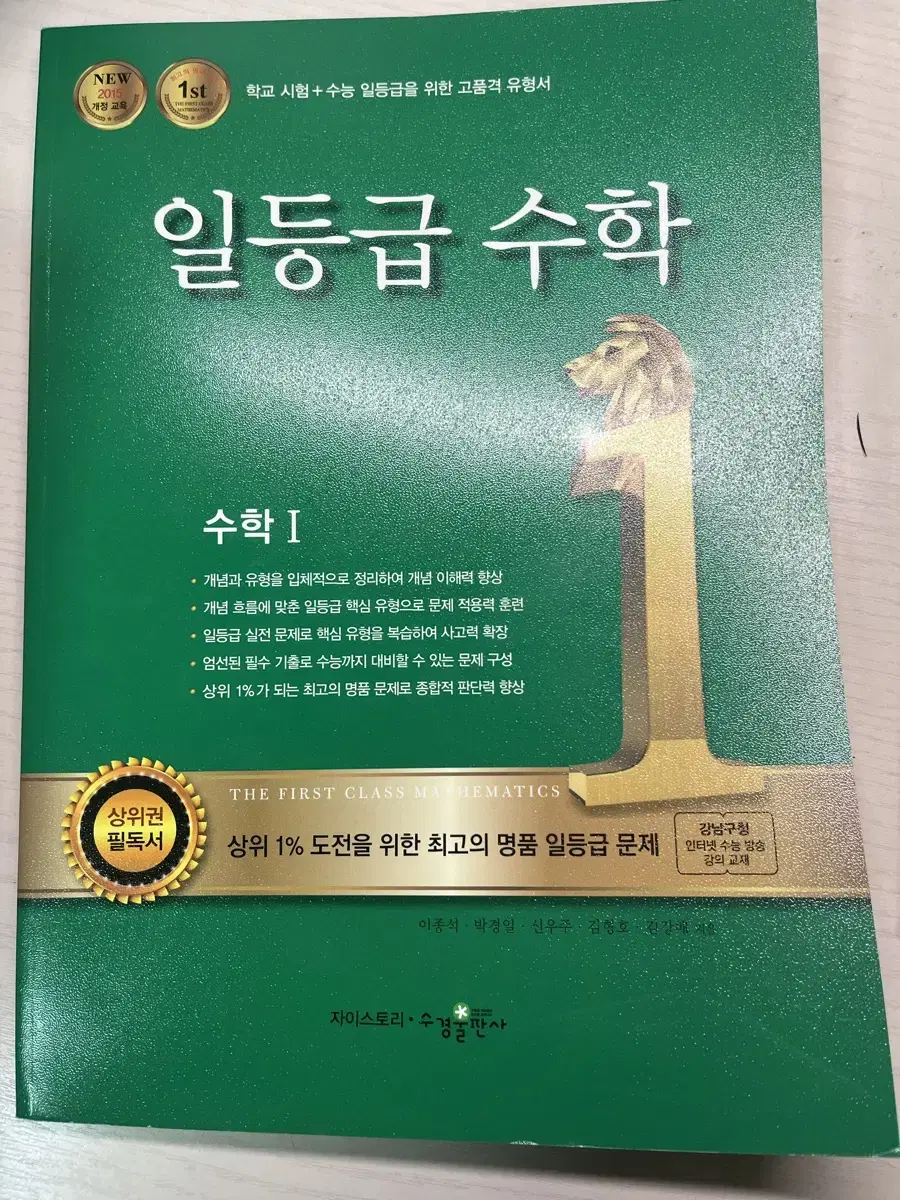 NEW
2015
개정 교육
1st
THE FIRST CLASS
MATHEMATICS
학교 시험 + 수능 일등급을 위한 고품격 유형서
일등급 수학
수학 I
• 개념과 유형을 입체적으로 정리하여 개념 이해력 향상
• 개념 흐름에 맞춘 일등급 핵심 유형으로 문제 적용력 훈련
• 일등급 실전 문제로 핵심 유형을 복습하여 사고력 확장
• 엄선된 필수 기출로 수능까지 대비할 수 있는 문제 구성
• 상위 1%가 되는 최고의 명품 문제로 종합적 판단력 향상
THE FIRST CLASS MATHEMATICS
상위권
필독서
상위 1% 도전을 위한 최고의 명품 일등급 문제
강남구청
인터넷 수능 방송
강의 교재
이종석 · 박경일 · 신우주 · 김형호
자이스토리 · 수경출판사